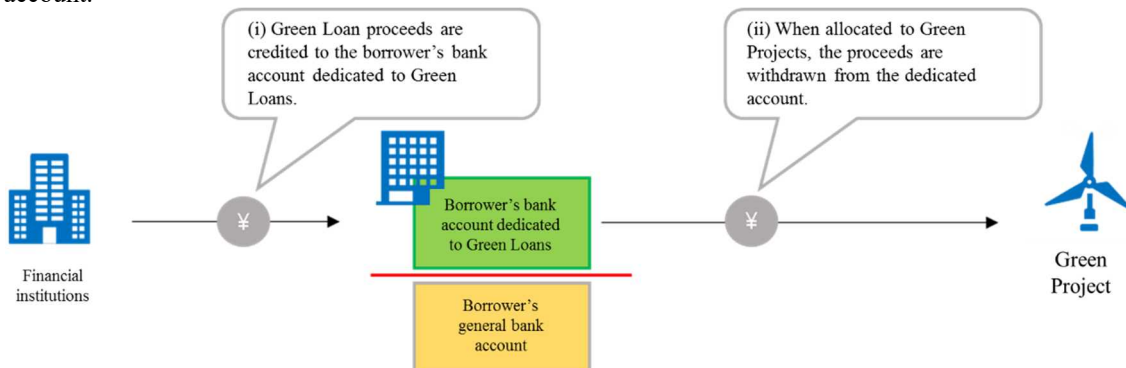 account.
(i) Green Loan proceeds are
credited to the borrower's bank
account dedicated to Green
Loans.
(ii) When allocated to Green
Projects, the proceeds are
withdrawn from the dedicated
account.
¥
¥
Borrower's bank
account dedicated
to Green Loans
Financial
institutions
Green
Project
Borrower's
general bank
account